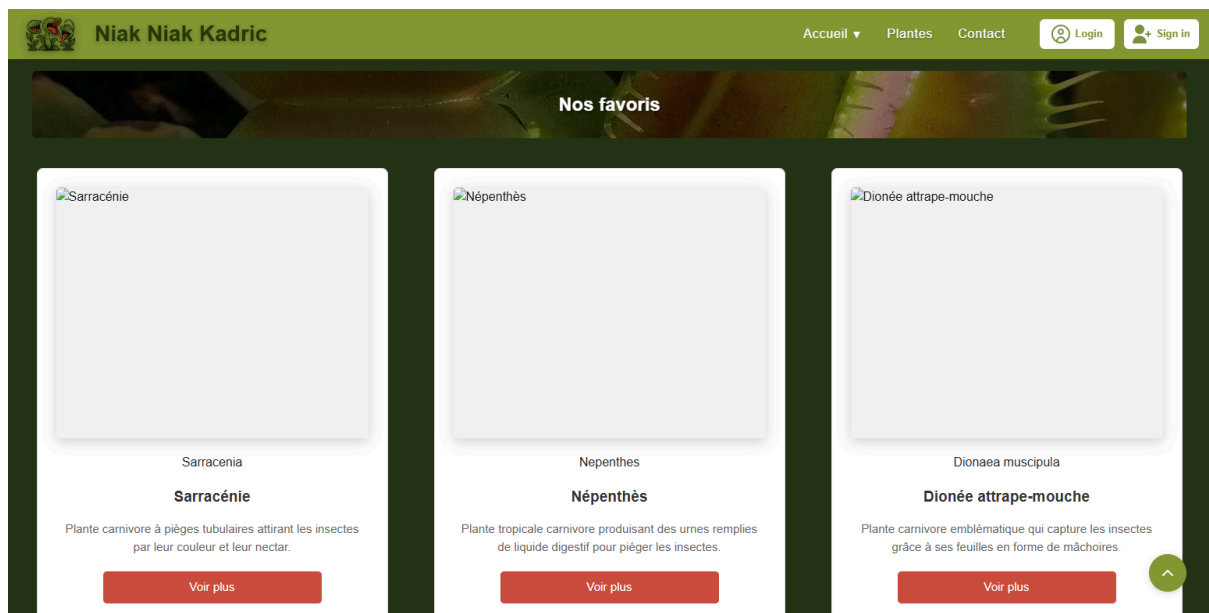 Niak Niak Kadric
Accueil ▾ Plantes Contact Login Sign in
Nos favoris
Sarracénie
Népenthès
Dionée attrape-mouche
Sarracenia
Sarracénie
Plante carnivore à pièges tubulaires attirant les insectes
par leur couleur et leur nectar.
Voir plus
Nepenthes
Népenthès
Plante tropicale carnivore produisant des urnes remplies
de liquide digestif pour piéger les insectes.
Voir plus
Dionaea muscipula
Dionée attrape-mouche
Plante carnivore emblématique qui capture les insectes
grâce à ses feuilles en forme de mâchoires.
Voir plus